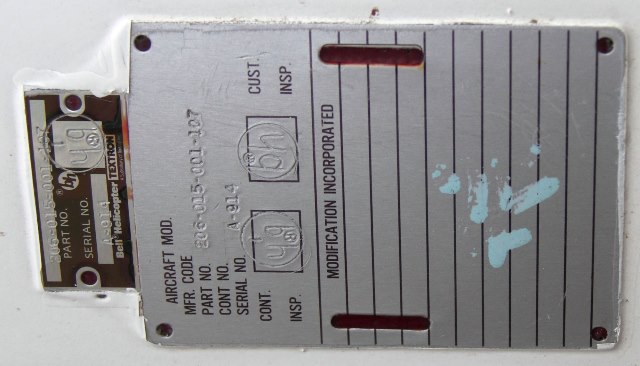 206-015-001-107
PART NO.
SERIAL NO.
A-914
Bell Helicopter TEXTRON
AIRCRAFT MOD.
MFR. CODE
PART NO. 206-015-001-107
CONT NO.
SERIAL NO. A-914
CONT. CUST.
INSP. INSP.
MODIFICATION INCORPORATED